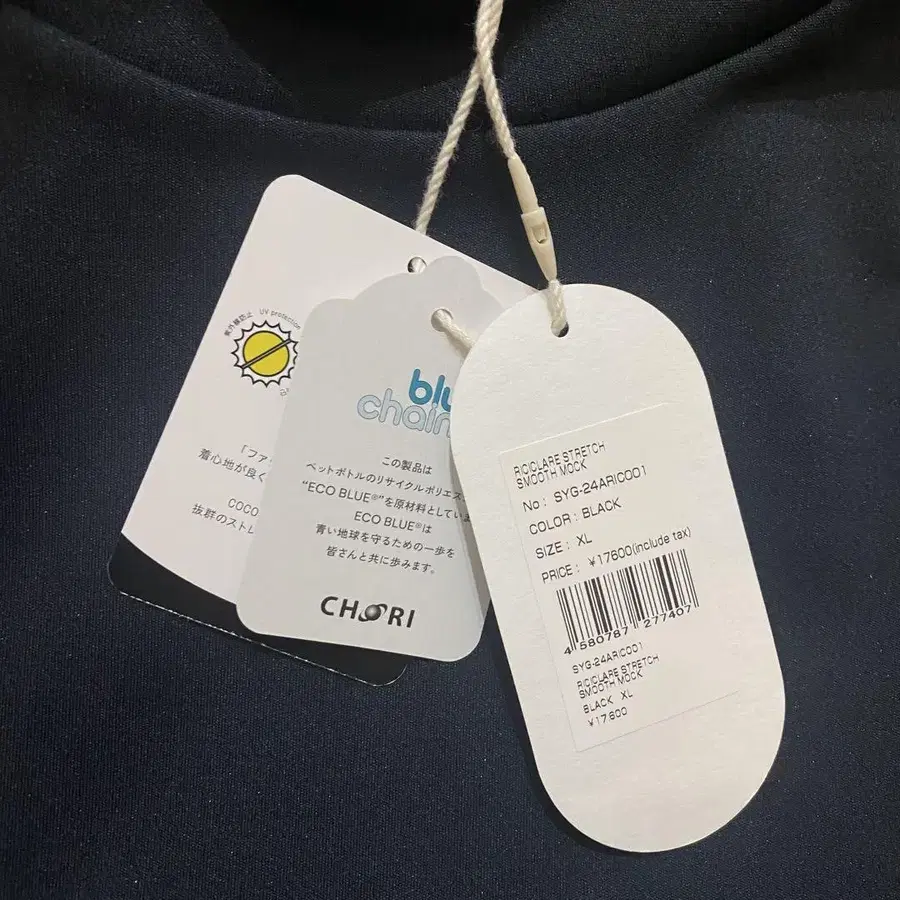 紫外線防止 UV protection
「ファ
着心地が良く
COCO
抜群のストレ
blu
chain
この製品は
ペットボトルのリサイクルポリエス
"ECO BLUE®"を原材料としていま
ECO BLUE®は
青い地球を守るための一歩を
皆さんと共に歩みます。
CHORI
RICICLARE STRETCH
SMOOTH MOCK
No : SYG-24ARIC001
COLOR : BLACK
SIZE : XL
PRICE : ¥17600(include tax)
4 580787 277407
SYG-24ARIC001
RICICLARE STRETCH
SMOOTH MOCK
BLACK XL
¥17600